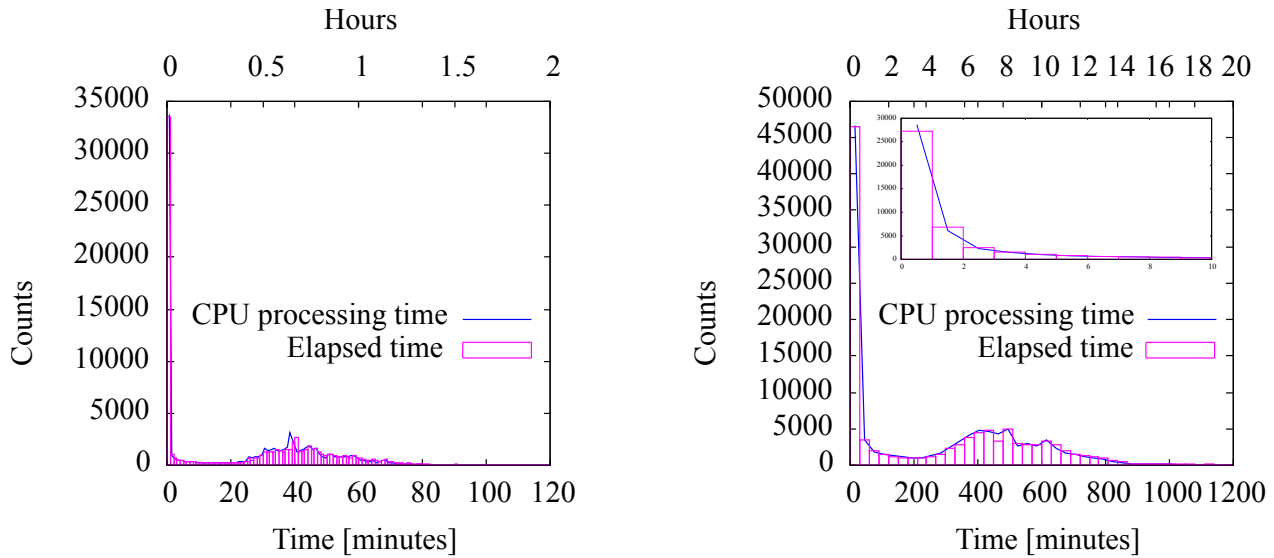 Hours
0 0.5 1 1.5 2
35000
30000
25000
20000
15000
10000
5000
0
Counts
CPU processing time
Elapsed time
0 20 40 60 80 100 120
Time [minutes]
Hours
0 2 4 6 8 10 12 14 16 18 20
50000
45000
40000
35000
30000
25000
20000
15000
10000
5000
0
Counts
30000
25000
20000
15000
10000
5000
0
0 2 4 6 8 10
CPU processing time
Elapsed time
0 200 400 600 800 1000 1200
Time [minutes]